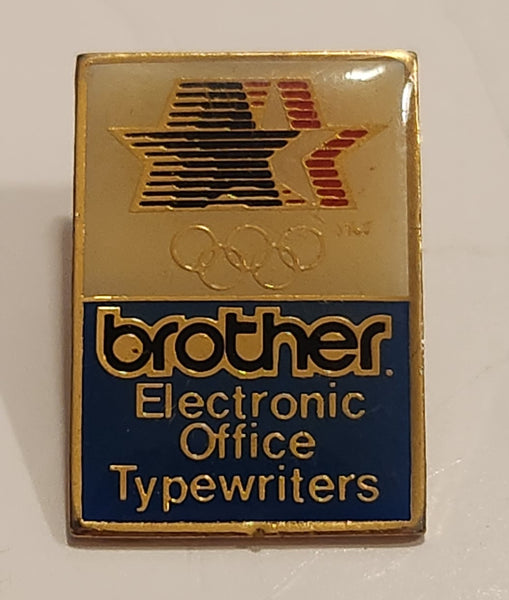 brother.
Electronic
Office
Typewriters